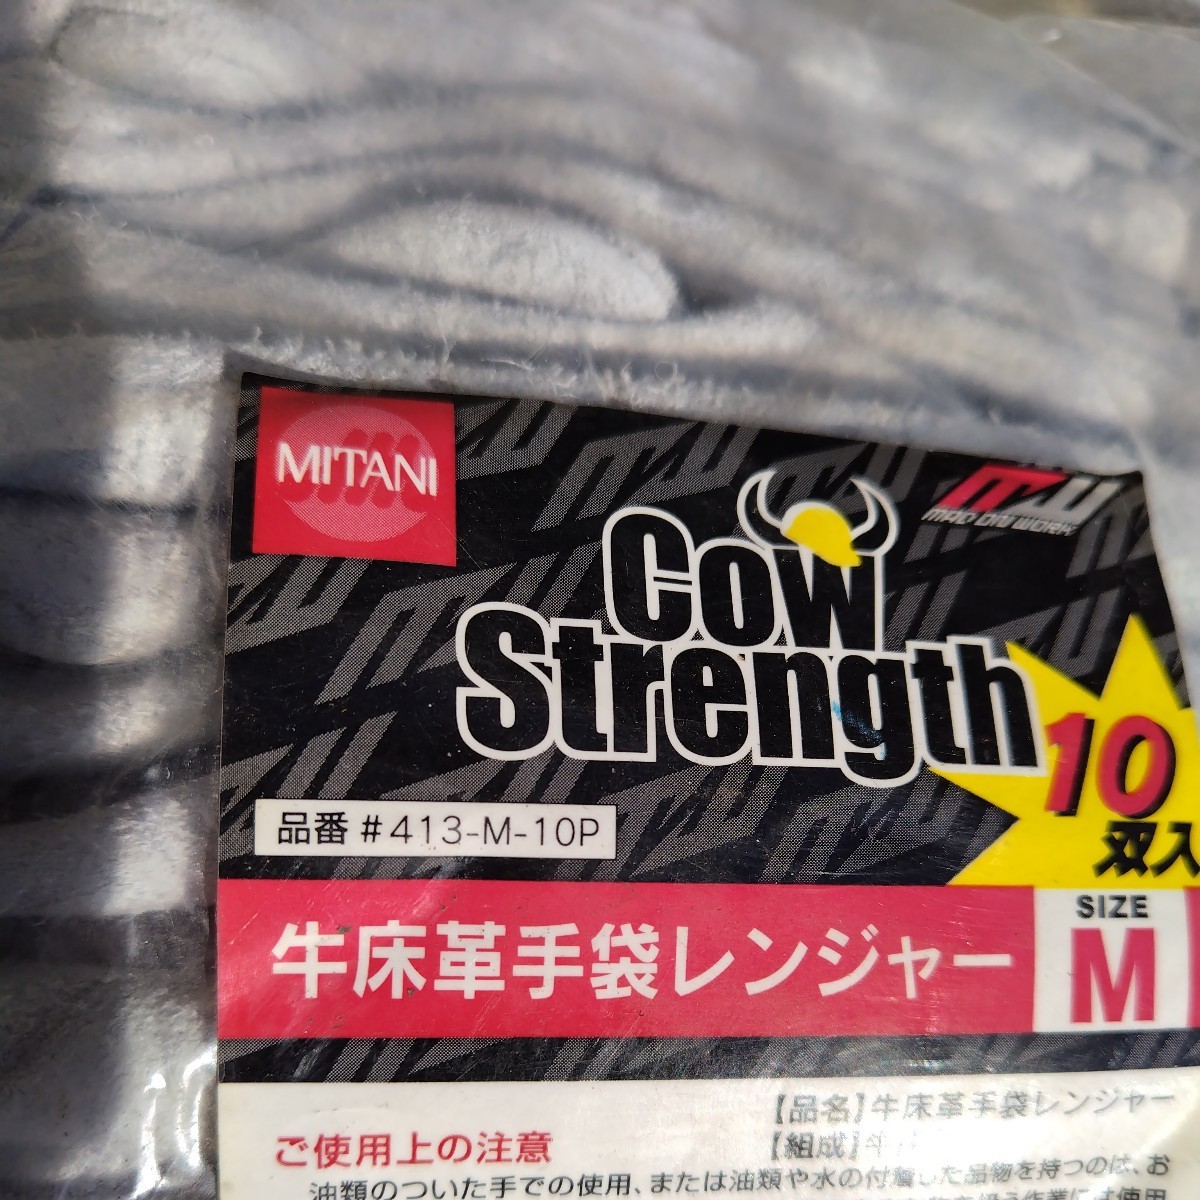 MITANI
MAD ON WORK
Cow
Strength
10
双入
品番 #413-M-10P
牛床革手袋レンジャー
SIZE
M
【品名】牛床革手袋レンジャー
ご使用上の注意
【組成】牛
油類のついた手での使用、または油類や水の付着した品物を持つのは、お